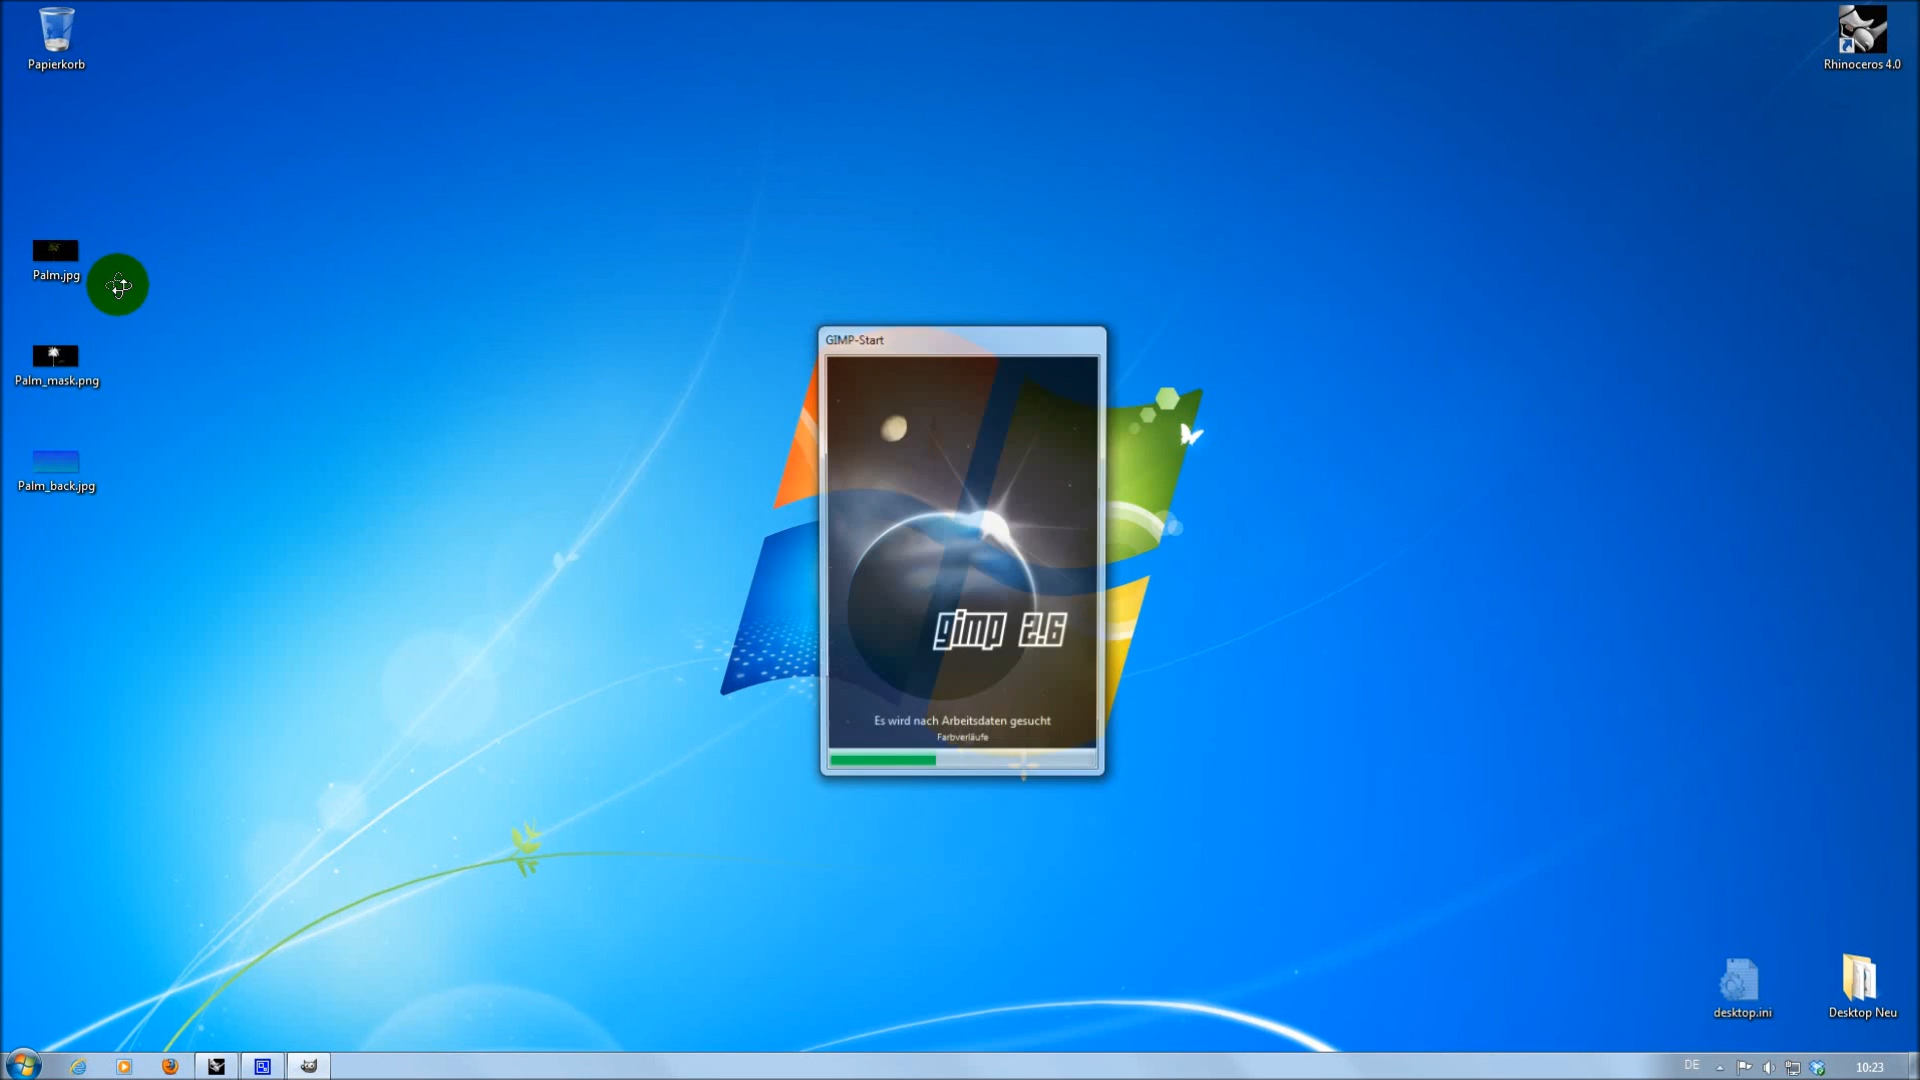 Papierkorb
Rhinoceros 4.0
Palm.jpg
Palm_mask.png
Palm_back.jpg
GIMP-Start
gimp 2.6
Es wird nach Arbeitsdaten gesucht
Farbverläufe
desktop.ini
Desktop Neu
DE
10:23